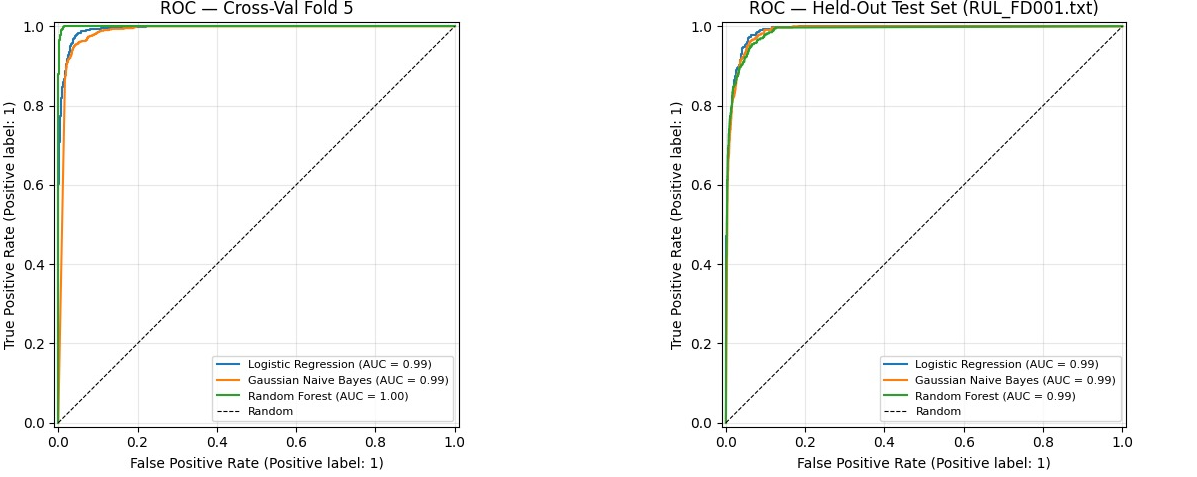 ROC — Cross-Val Fold 5
True Positive Rate (Positive label: 1)
1.0
0.8
0.6
0.4
0.2
0.0
Logistic Regression (AUC = 0.99)
Gaussian Naive Bayes (AUC = 0.99)
Random Forest (AUC = 1.00)
Random
0.0 0.2 0.4 0.6 0.8 1.0
False Positive Rate (Positive label: 1)
ROC — Held-Out Test Set (RUL_FD001.txt)
True Positive Rate (Positive label: 1)
1.0
0.8
0.6
0.4
0.2
0.0
Logistic Regression (AUC = 0.99)
Gaussian Naive Bayes (AUC = 0.99)
Random Forest (AUC = 0.99)
Random
0.0 0.2 0.4 0.6 0.8 1.0
False Positive Rate (Positive label: 1)